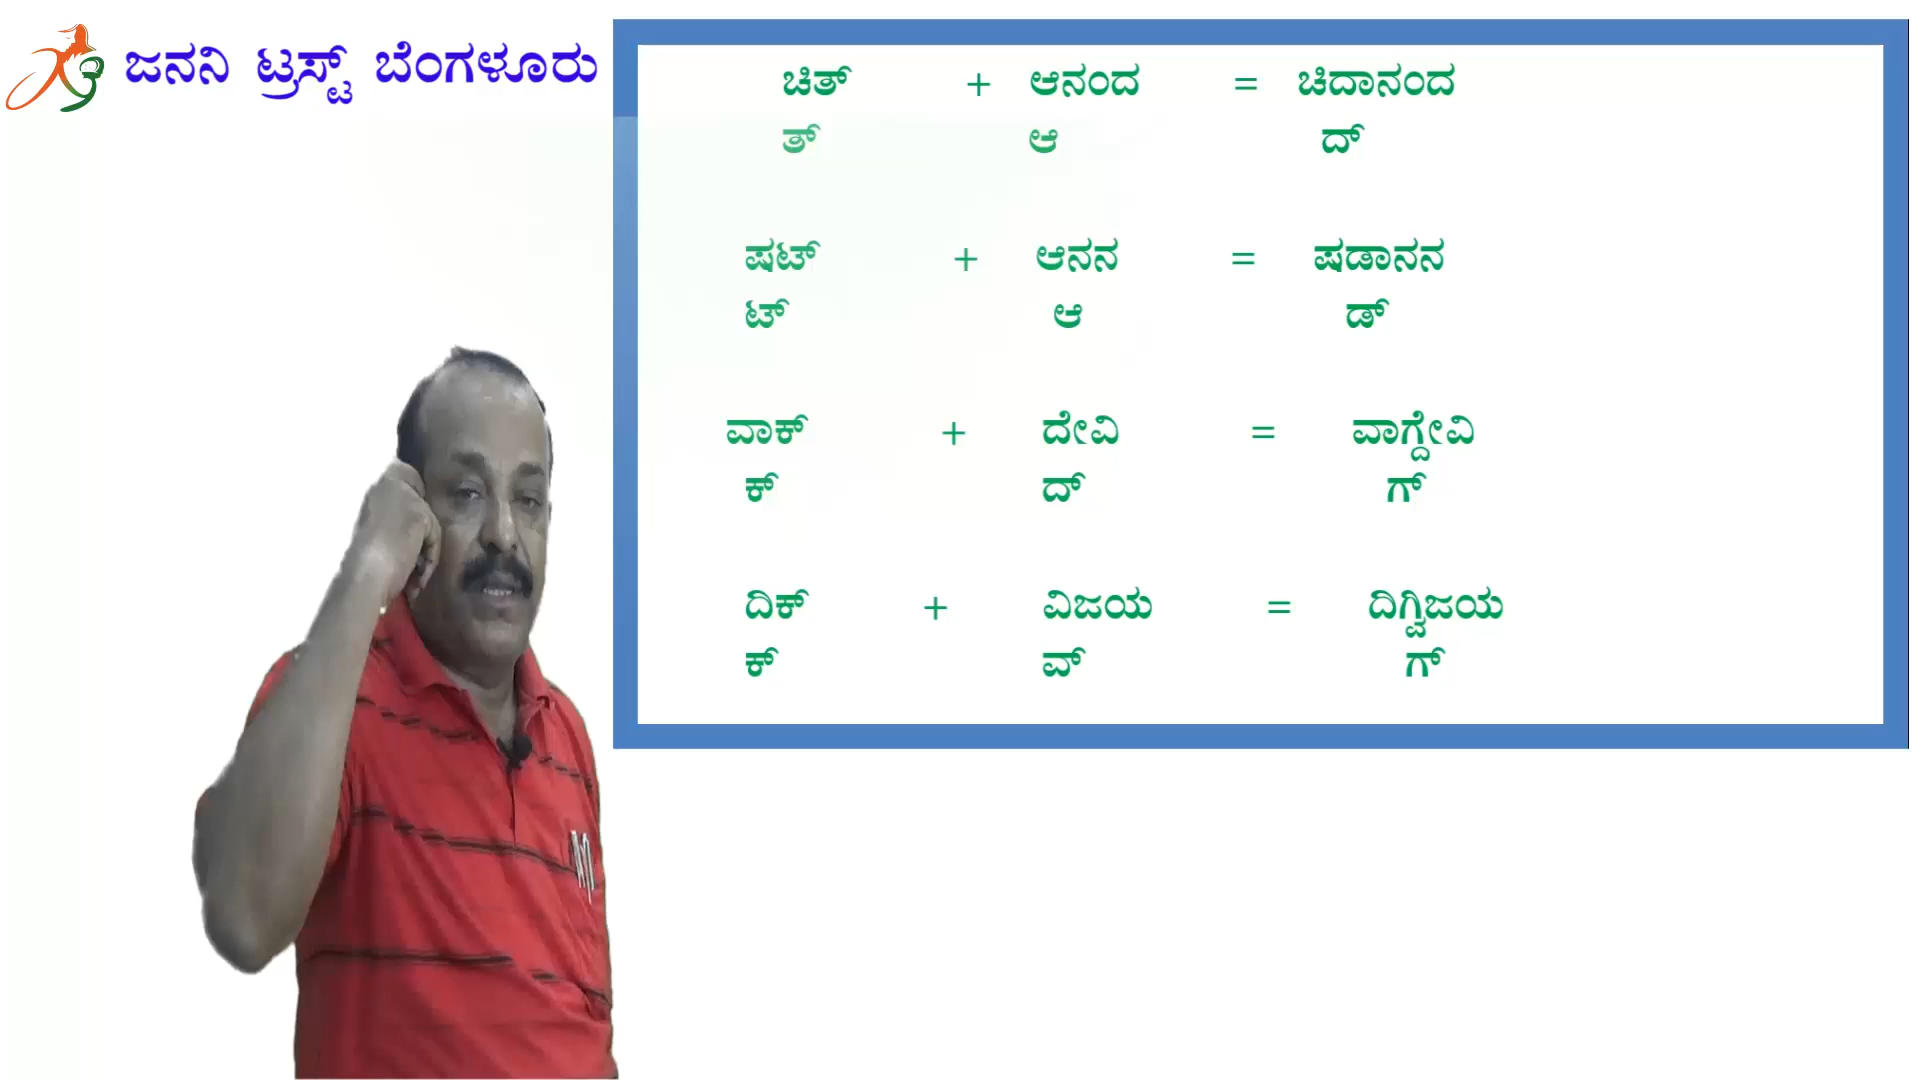 ಜನನಿ ಟ್ರಸ್ಟ್ ಬೆಂಗಳೂರು
ಚಿತ್ + ಆನಂದ = ಚಿದಾನಂದ
ತ್ ಆ ದ್
ಷಟ್ + ಆನನ = ಷಡಾನನ
ಟ್ ಆ ಡ್
ವಾಕ್ + ದೇವಿ = ವಾಗ್ದೇವಿ
ಕ್ ದ್ ಗ್
ದಿಕ್ + ವಿಜಯ = ದಿಗ್ವಿಜಯ
ಕ್ ವ್ ಗ್